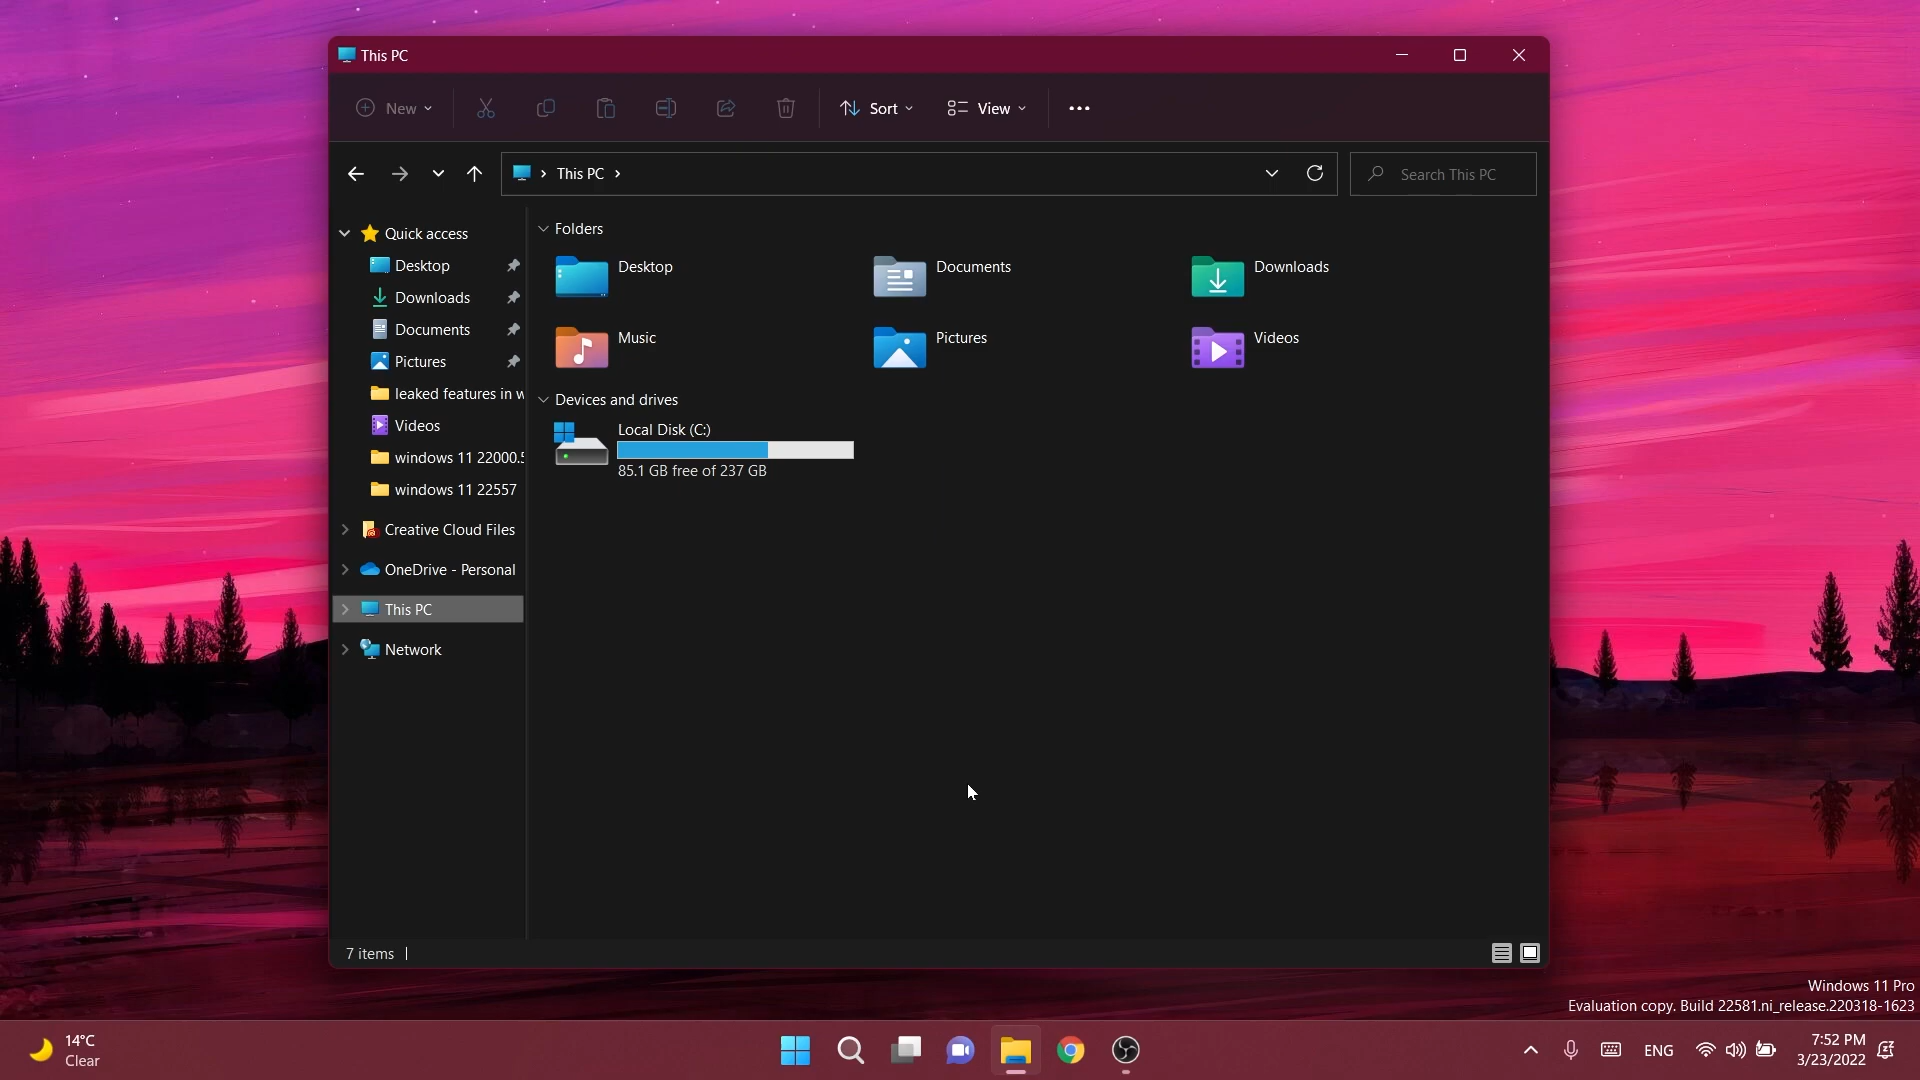 This PC
New
Sort
View
This PC
Search This PC
Quick access
Desktop
Downloads
Documents
Pictures
leaked features in w
Videos
windows 11 22000.5
windows 11 22557
Creative Cloud Files
OneDrive - Personal
This PC
Network
Folders
Desktop
Documents
Downloads
Music
Pictures
Videos
Devices and drives
Local Disk (C:)
85.1 GB free of 237 GB
7 items
Windows 11 Pro
Evaluation copy. Build 22581.ni_release.220318-1623
14°C
Clear
ENG
7:52 PM
3/23/2022